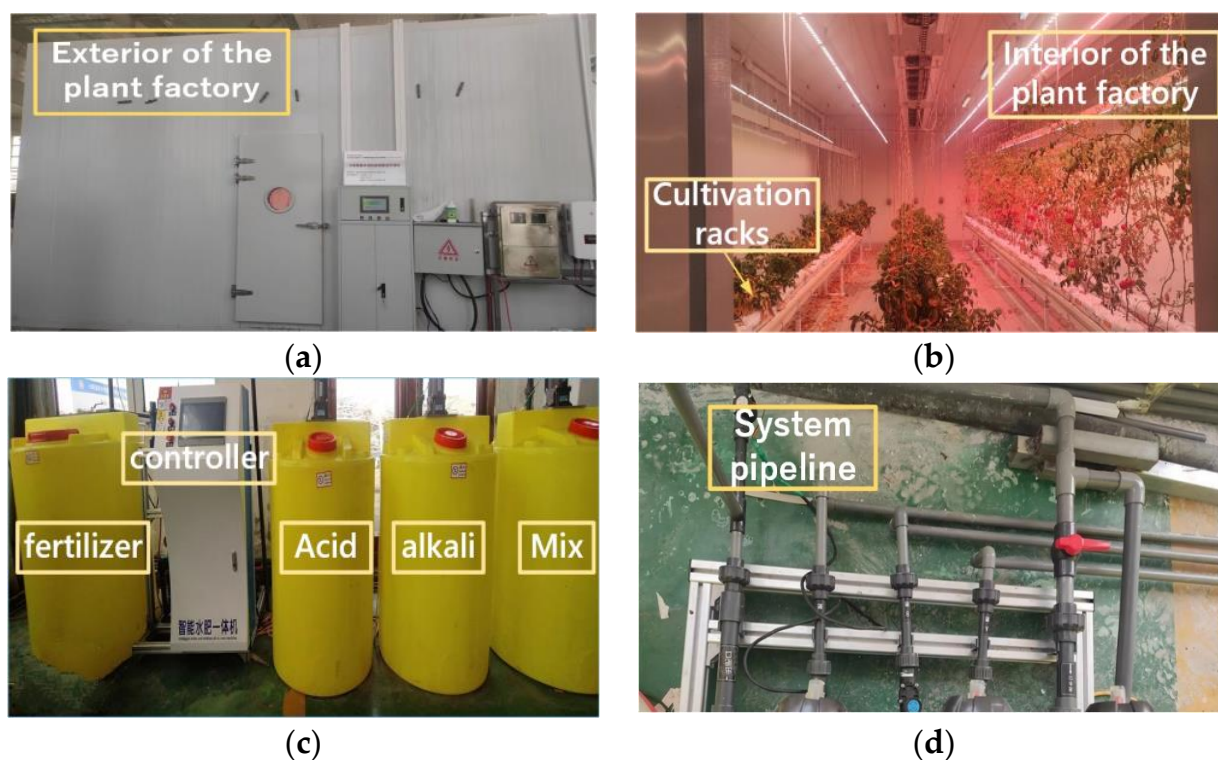 Exterior of the
plant factory
(a)
Interior of the
plant factory
Cultivation
racks
(b)
controller
fertilizer
Acid
alkali
Mix
智能水肥一体机
(c)
System
pipeline
(d)